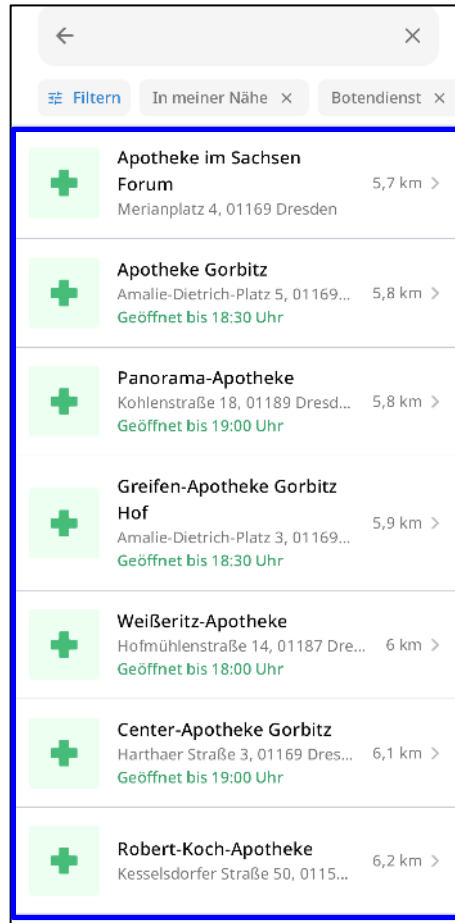 Filtern In meiner Nähe × Botendienst ×
Apotheke im Sachsen
Forum
Merianplatz 4, 01169 Dresden
5,7 km
Apotheke Gorbitz
Amalie-Dietrich-Platz 5, 01169...
Geöffnet bis 18:30 Uhr
5,8 km
Panorama-Apotheke
Kohlenstraße 18, 01189 Dresd...
Geöffnet bis 19:00 Uhr
5,8 km
Greifen-Apotheke Gorbitz
Hof
Amalie-Dietrich-Platz 3, 01169...
Geöffnet bis 18:30 Uhr
5,9 km
Weißeritz-Apotheke
Hofmühlenstraße 14, 01187 Dre...
Geöffnet bis 18:00 Uhr
6 km
Center-Apotheke Gorbitz
Harthaer Straße 3, 01169 Dres...
Geöffnet bis 19:00 Uhr
6,1 km
Robert-Koch-Apotheke
Kesselsdorfer Straße 50, 0115...
6,2 km